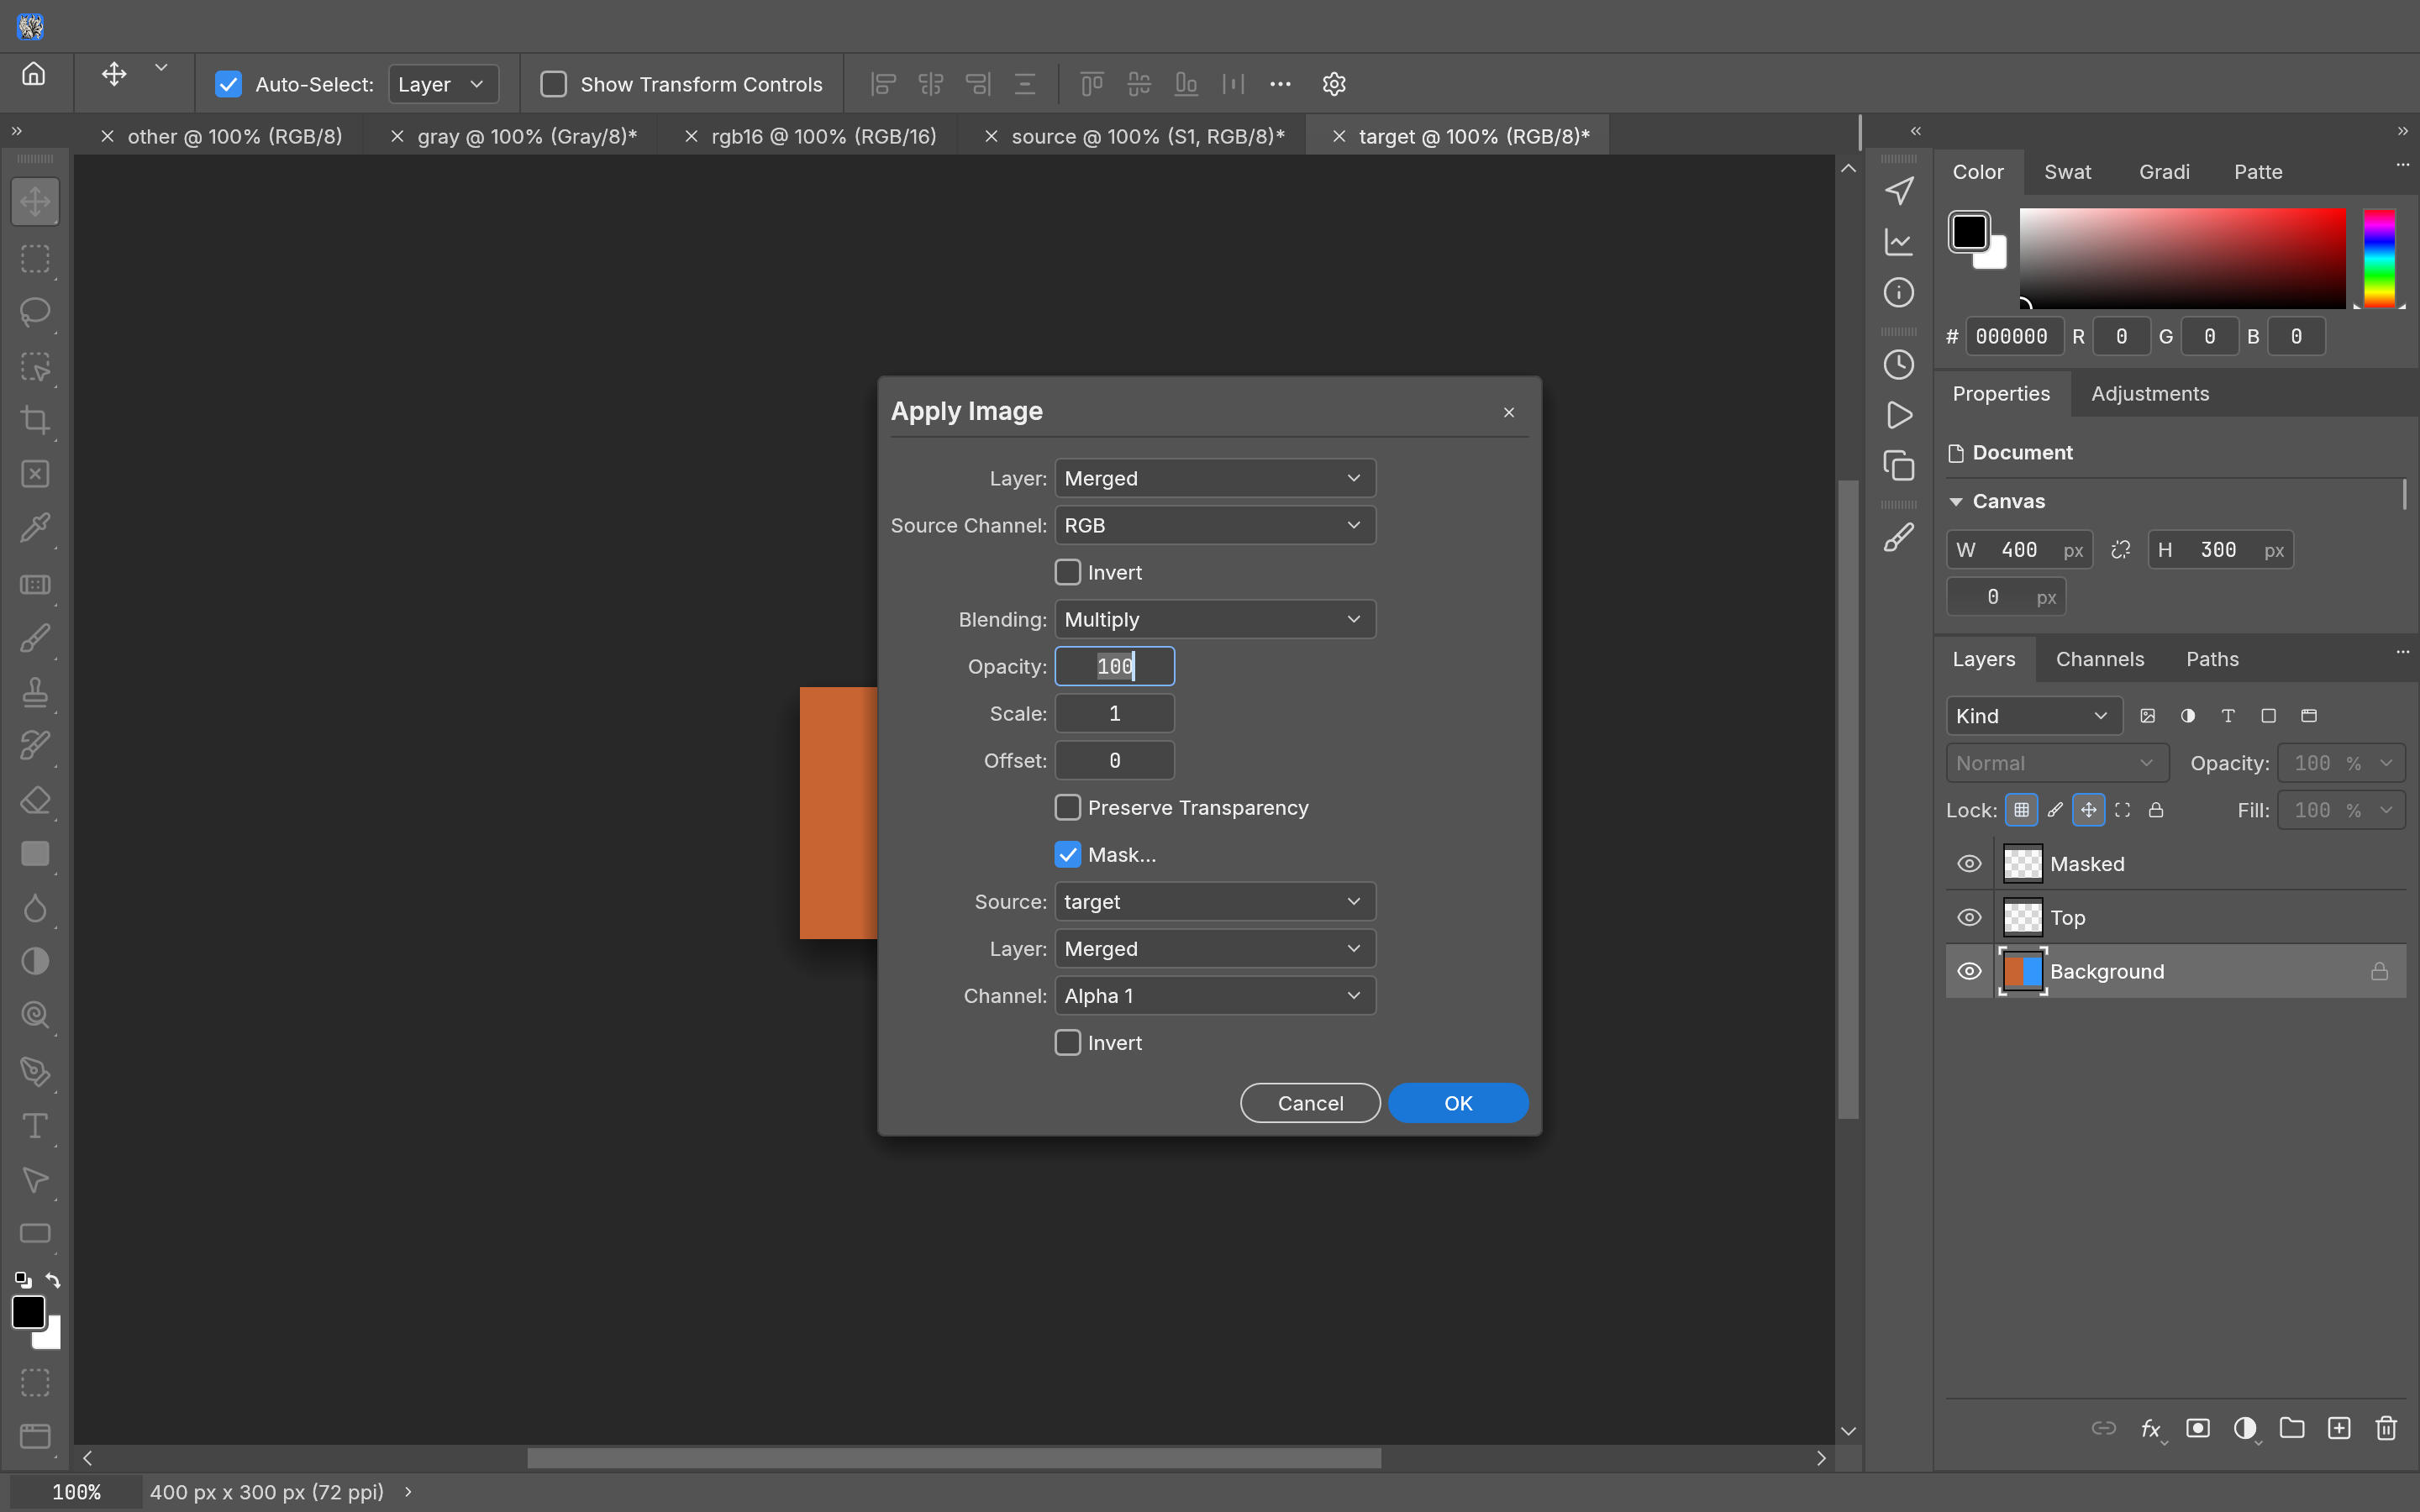 Auto-Select: Layer Show Transform Controls
other @ 100% (RGB/8) gray @ 100% (Gray/8)* rgb16 @ 100% (RGB/16) source @ 100% (S1, RGB/8)* target @ 100% (RGB/8)*
Color Swat Gradi Patte
# 000000 R 0 G 0 B 0
Properties Adjustments
Document
Canvas
W 400 px H 300 px
0 px
Layers Channels Paths
Kind
Normal Opacity: 100 %
Lock: Fill: 100 %
Masked
Top
Background
Apply Image
Layer: Merged
Source Channel: RGB
Invert
Blending: Multiply
Opacity: 100
Scale: 1
Offset: 0
Preserve Transparency
Mask...
Source: target
Layer: Merged
Channel: Alpha 1
Invert
Cancel OK
100% 400 px x 300 px (72 ppi)